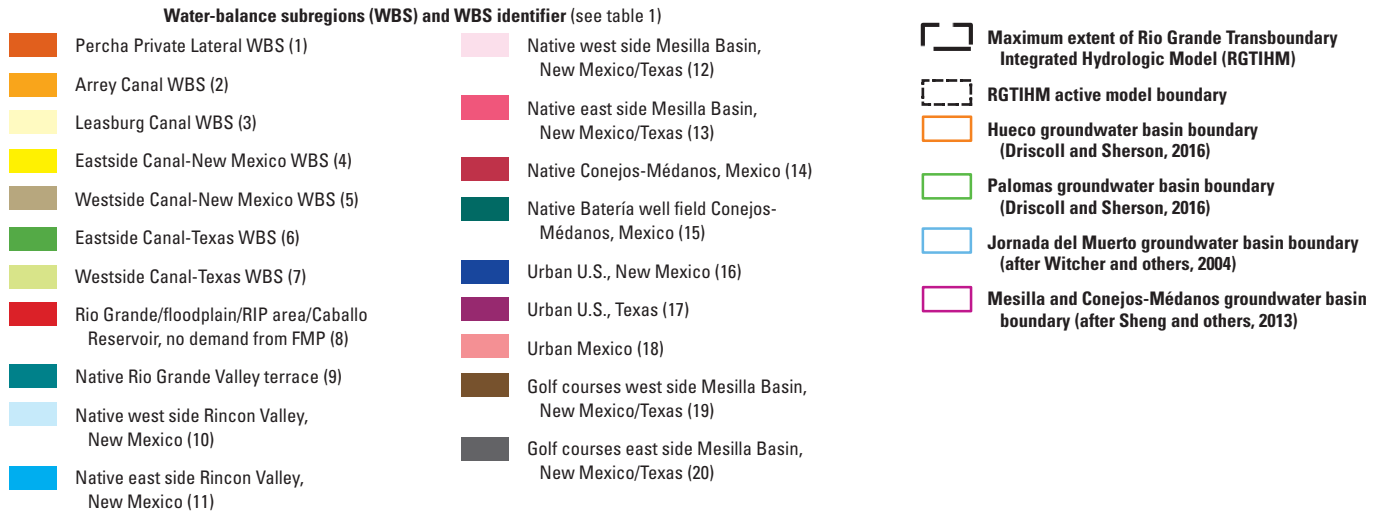 Water-balance subregions (WBS) and WBS identifier (see table 1)
Percha Private Lateral WBS (1)
Arrey Canal WBS (2)
Leasburg Canal WBS (3)
Eastside Canal-New Mexico WBS (4)
Westside Canal-New Mexico WBS (5)
Eastside Canal-Texas WBS (6)
Westside Canal-Texas WBS (7)
Rio Grande/floodplain/RIP area/Caballo
Reservoir, no demand from FMP (8)
Native Rio Grande Valley terrace (9)
Native west side Rincon Valley,
New Mexico (10)
Native east side Rincon Valley,
New Mexico (11)
Native west side Mesilla Basin,
New Mexico/Texas (12)
Native east side Mesilla Basin,
New Mexico/Texas (13)
Native Conejos-Médanos, Mexico (14)
Native Batería well field Conejos-
Médanos, Mexico (15)
Urban U.S., New Mexico (16)
Urban U.S., Texas (17)
Urban Mexico (18)
Golf courses west side Mesilla Basin,
New Mexico/Texas (19)
Golf courses east side Mesilla Basin,
New Mexico/Texas (20)
Maximum extent of Rio Grande Transboundary
Integrated Hydrologic Model (RGTIHM)
RGTIHM active model boundary
Hueco groundwater basin boundary
(Driscoll and Sherson, 2016)
Palomas groundwater basin boundary
(Driscoll and Sherson, 2016)
Jornada del Muerto groundwater basin boundary
(after Witcher and others, 2004)
Mesilla and Conejos-Médanos groundwater basin
boundary (after Sheng and others, 2013)